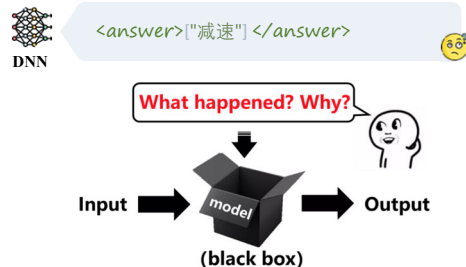 <answer>["减速"] </answer>
DNN
What happened? Why?
Input
model
Output
(black box)